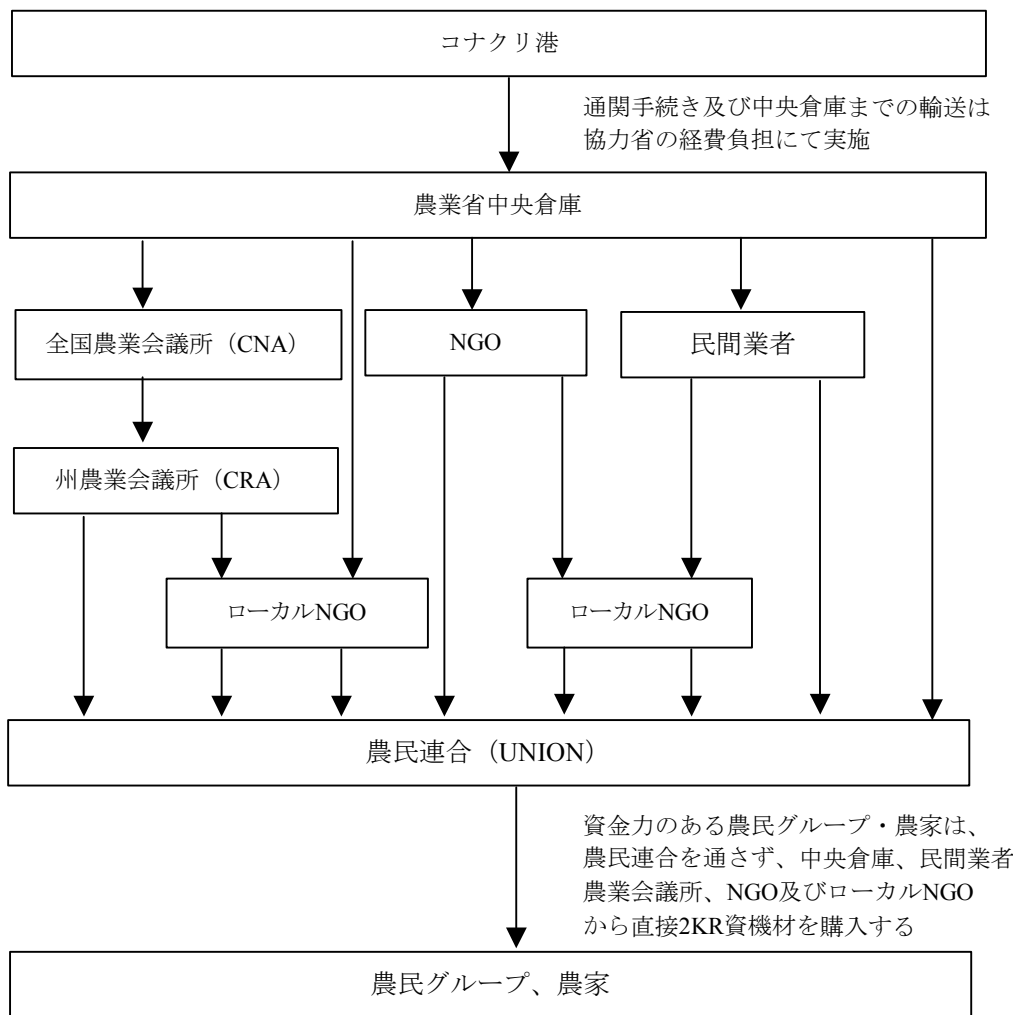 コナクリ港
通関手続き及び中央倉庫までの輸送は
協力省の経費負担にて実施
農業省中央倉庫
全国農業会議所（CNA）
NGO
民間業者
州農業会議所（CRA）
ローカルNGO
ローカルNGO
農民連合（UNION）
資金力のある農民グループ・農家は、
農民連合を通さず、中央倉庫、民間業者
農業会議所、NGO及びローカルNGO
から直接2KR資機材を購入する
農民グループ、農家